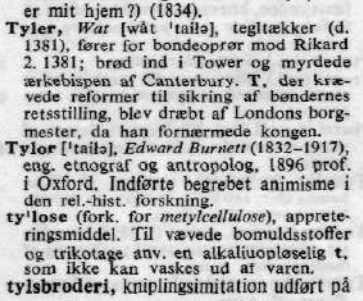 er mit hjem?) (1834).
Tyler, Wat [wåt 'tailə], tegltækker (d.
1381), fører for bondeoprør mod Rikard
2. 1381; brød ind i Tower og myrdede
ærkebispen af Canterbury. T, der kræ-
vede reformer til sikring af bøndernes
retsstilling, blev dræbt af Londons borg-
mester, da han fornærmede kongen.
Tylor ['tailə], Edward Burnett (1832-1917),
eng. etnograf og antropolog, 1896 prof.
i Oxford. Indførte begrebet animisme i
den rel.-hist. forskning.
ty'lose (fork. for metylcellulose), apprete-
ringsmiddel. Til vævede bomuldsstoffer
og trikotage anv. en alkaliuopløselig t,
som ikke kan vaskes ud af varen.
tylsbroderi, kniplingsimitation udført på